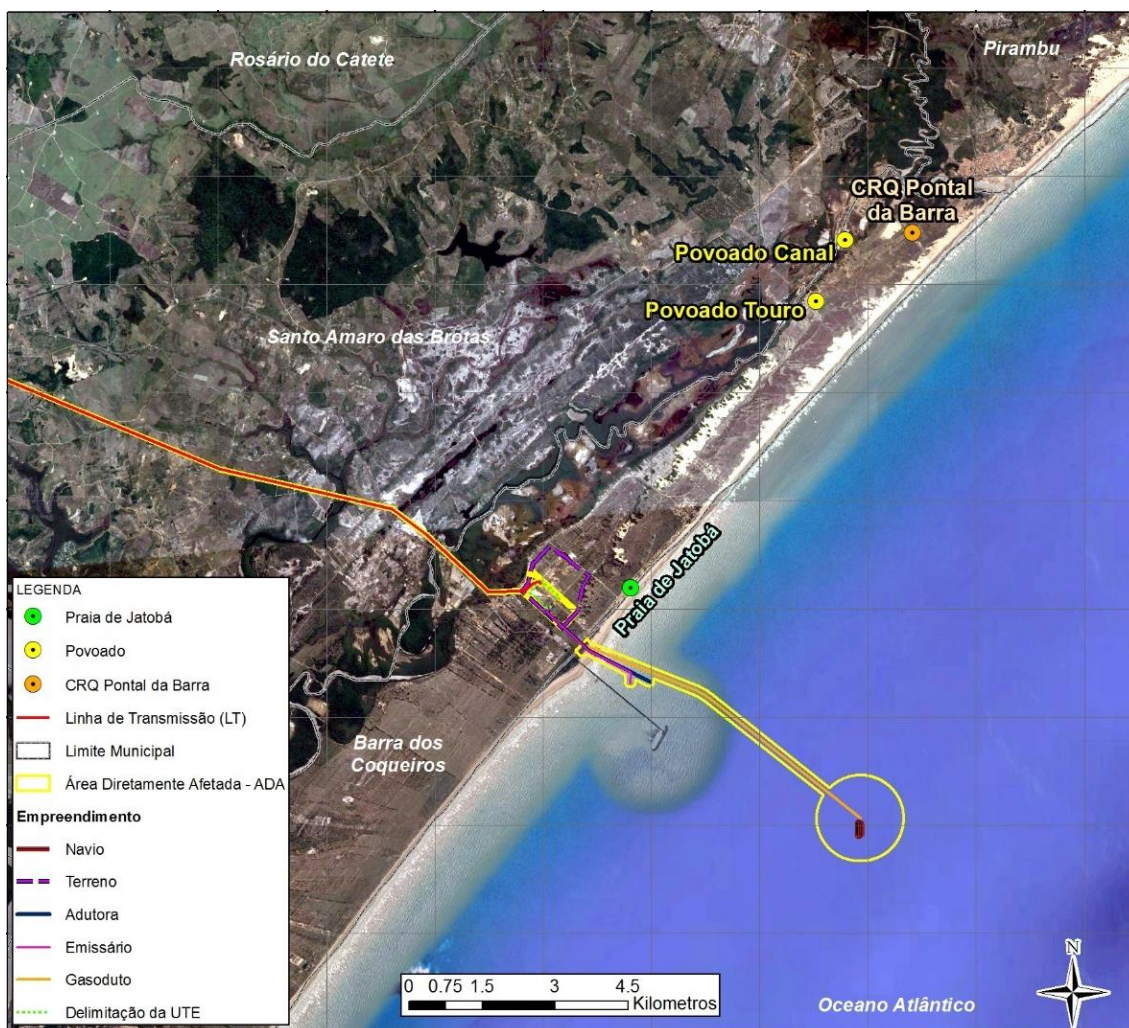 Rosário do Catete
Pirambu
CRQ Pontal
da Barra
Povoado Canal
Povoado Touro
Santo Amaro das Brotas
Praia de Jatobá
Barra dos
Coqueiros
LEGENDA
Praia de Jatobá
Povoado
CRQ Pontal da Barra
Linha de Transmissão (LT)
Limite Municipal
Área Diretamente Afetada - ADA
Empreendimento
Navio
Terreno
Adutora
Emissário
Gasoduto
Delimitação da UTE
0 0.75 1.5 3 4.5
Kilometros
Oceano Atlântico
N